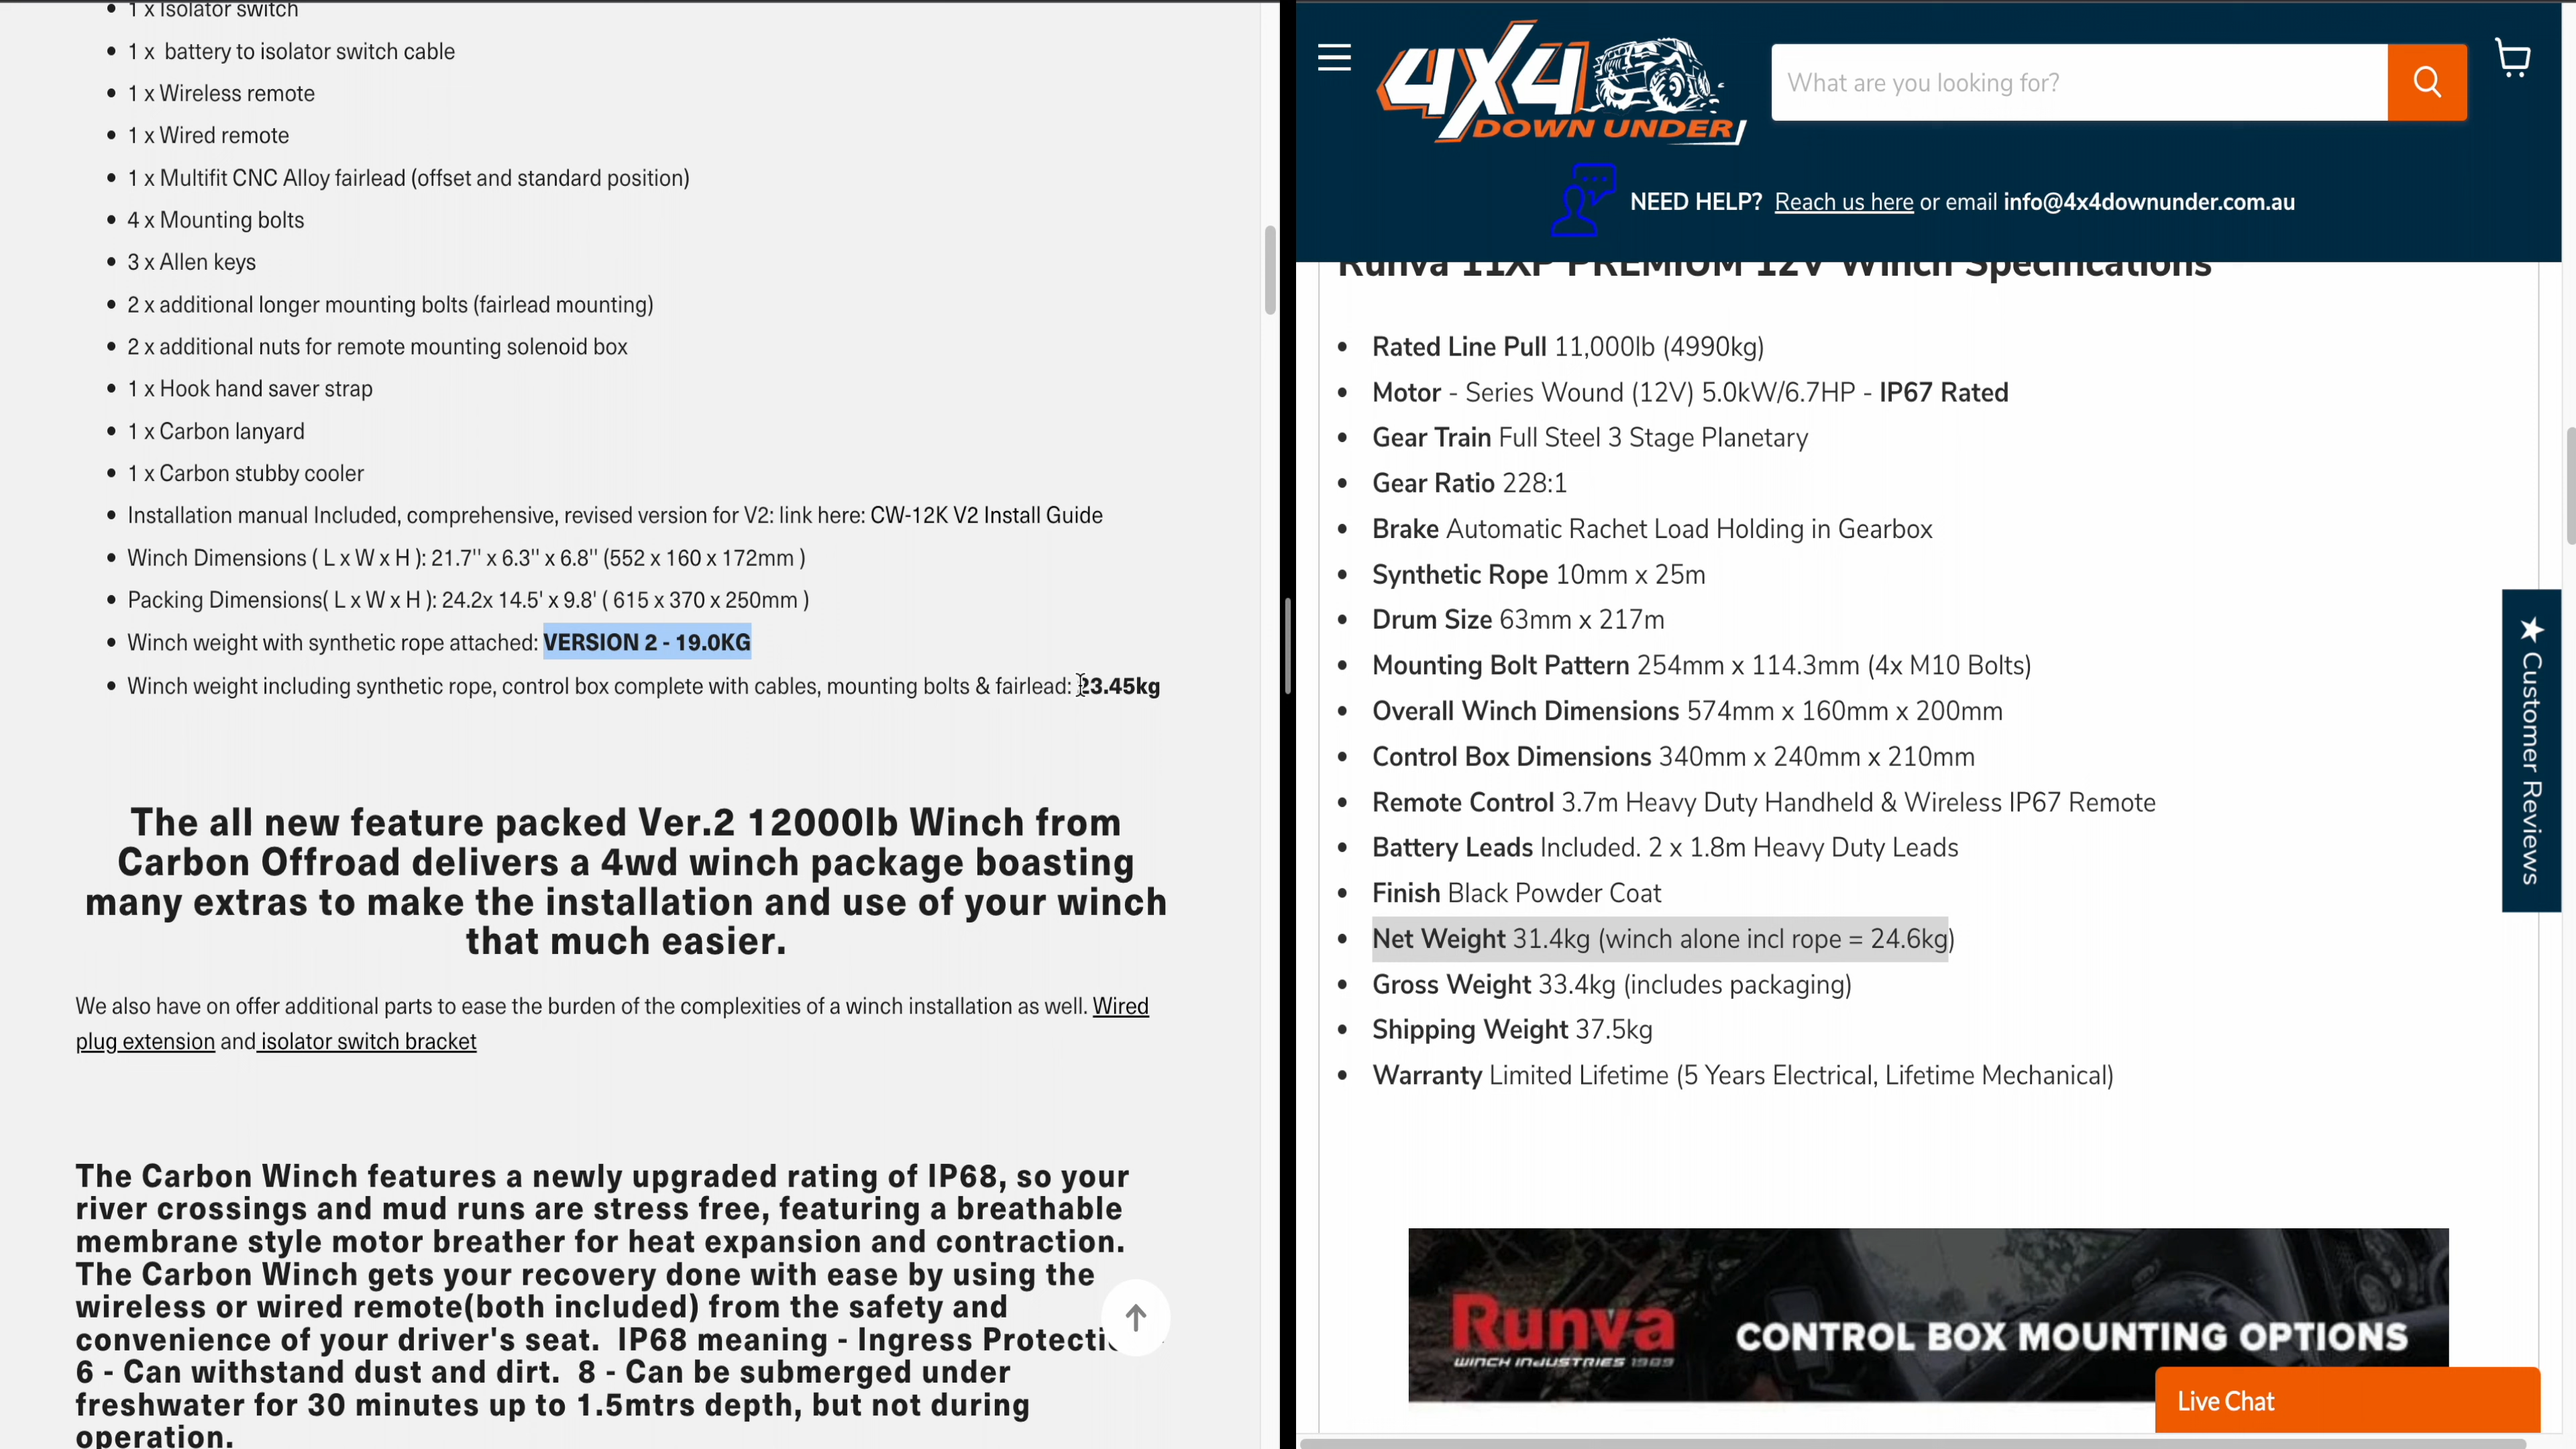 1 x Isolator switch
1 x  battery to isolator switch cable
1 x Wireless remote
1 x Wired remote
1 x Multifit CNC Alloy fairlead (offset and standard position)
4 x Mounting bolts
3 x Allen keys
2 x additional longer mounting bolts (fairlead mounting)
2 x additional nuts for remote mounting solenoid box
1 x Hook hand saver strap
1 x Carbon lanyard
1 x Carbon stubby cooler
Installation manual Included, comprehensive, revised version for V2: link here: CW-12K V2 Install Guide
Winch Dimensions ( L x W x H ): 21.7'' x 6.3'' x 6.8'' (552 x 160 x 172mm )
Packing Dimensions( L x W x H ): 24.2x 14.5' x 9.8' ( 615 x 370 x 250mm )
Winch weight with synthetic rope attached: VERSION 2 - 19.0KG
Winch weight including synthetic rope, control box complete with cables, mounting bolts & fairlead: 23.45kg
The all new feature packed Ver.2 12000lb Winch from
Carbon Offroad delivers a 4wd winch package boasting
many extras to make the installation and use of your winch
that much easier.
We also have on offer additional parts to ease the burden of the complexities of a winch installation as well. Wired
plug extension and isolator switch bracket
The Carbon Winch features a newly upgraded rating of IP68, so your
river crossings and mud runs are stress free, featuring a breathable
membrane style motor breather for heat expansion and contraction.
The Carbon Winch gets your recovery done with ease by using the
wireless or wired remote(both included) from the safety and
convenience of your driver's seat.  IP68 meaning - Ingress
6 - Can withstand dust and dirt.  8 - Can be submerged under
freshwater for 30 minutes up to 1.5mtrs depth, but not during
operation.
4X4
DOWN UNDER
What are you looking for?
NEED HELP? Reach us here or email info@4x4downunder.com.au
Runva 11XP PREMIUM 12V Winch Specifications
Rated Line Pull 11,000lb (4990kg)
Motor - Series Wound (12V) 5.0kW/6.7HP - IP67 Rated
Gear Train Full Steel 3 Stage Planetary
Gear Ratio 228:1
Brake Automatic Rachet Load Holding in Gearbox
Synthetic Rope 10mm x 25m
Drum Size 63mm x 217m
Mounting Bolt Pattern 254mm x 114.3mm (4x M10 Bolts)
Overall Winch Dimensions 574mm x 160mm x 200mm
Control Box Dimensions 340mm x 240mm x 210mm
Remote Control 3.7m Heavy Duty Handheld & Wireless IP67 Remote
Battery Leads Included. 2 x 1.8m Heavy Duty Leads
Finish Black Powder Coat
Net Weight 31.4kg (winch alone incl rope = 24.6kg)
Gross Weight 33.4kg (includes packaging)
Shipping Weight 37.5kg
Warranty Limited Lifetime (5 Years Electrical, Lifetime Mechanical)
★ Customer Reviews
Runva
WINCH INDUSTRIES 1989
CONTROL BOX MOUNTING OPTIONS
Live Chat